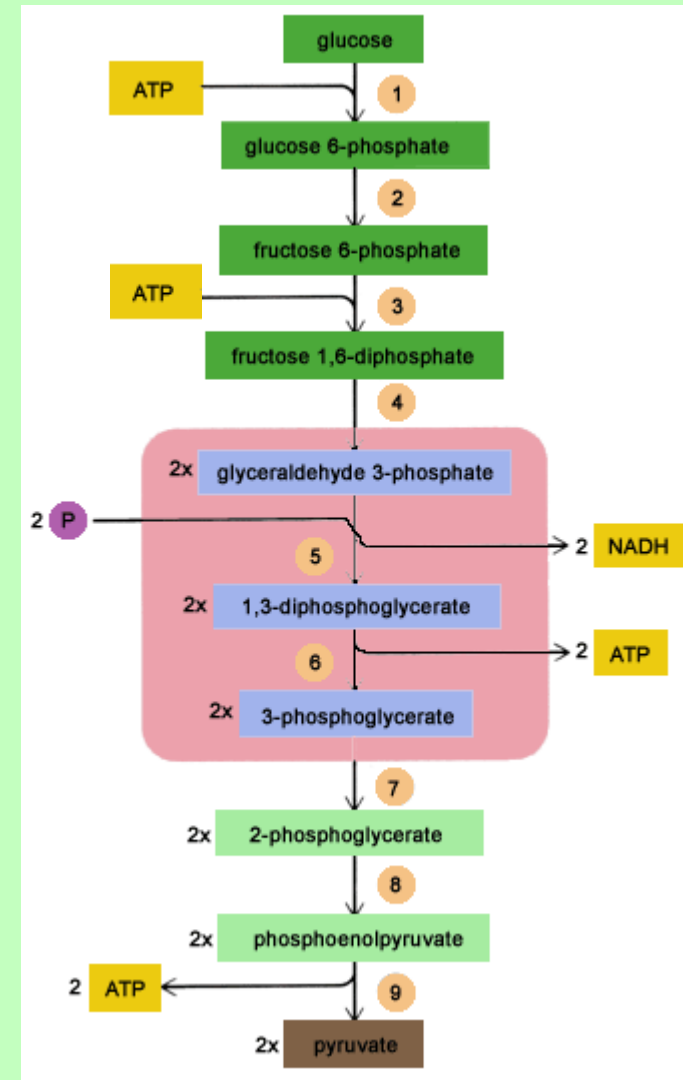 glucose
ATP
1
glucose 6-phosphate
2
fructose 6-phosphate
ATP
3
fructose 1,6-diphosphate
4
2x glyceraldehyde 3-phosphate
2 P
2 NADH
5
2x 1,3-diphosphoglycerate
6
2 ATP
2x 3-phosphoglycerate
7
2x 2-phosphoglycerate
8
2x phosphoenolpyruvate
2 ATP
9
2x pyruvate